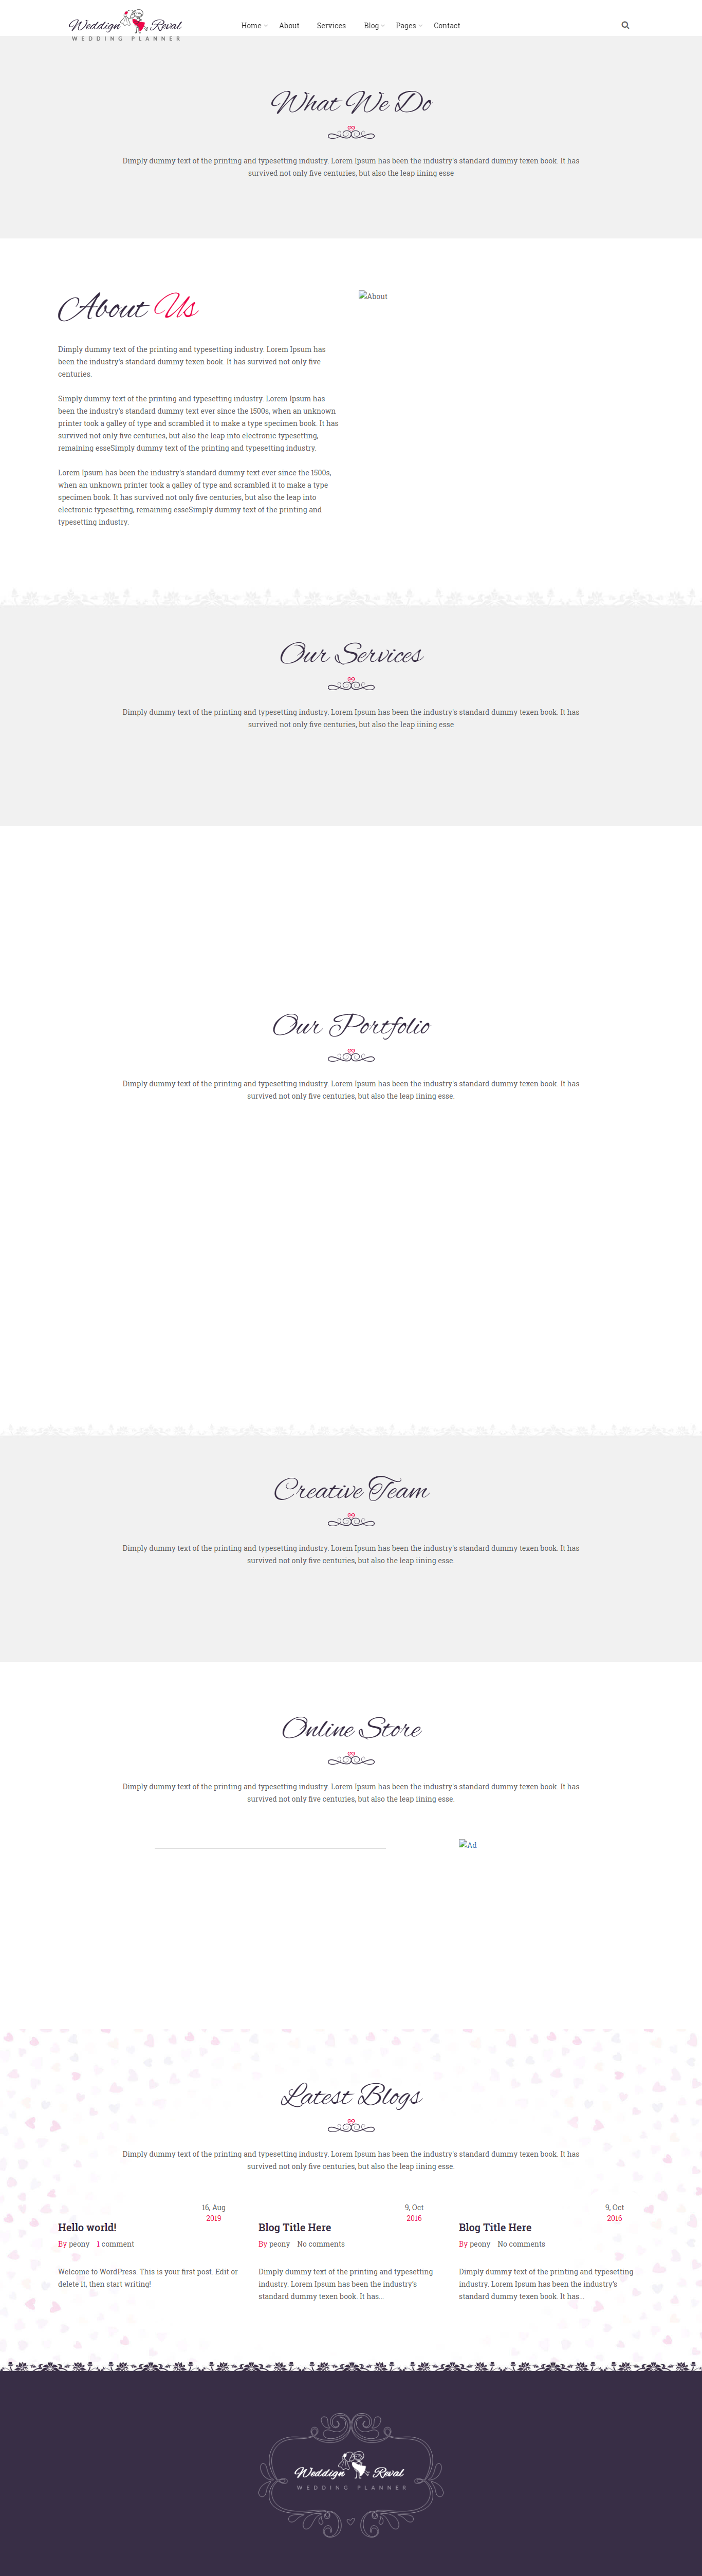 Weddign Reval
WEDDING PLANNER
Home About Services Blog Pages Contact
What We Do
Dimply dummy text of the printing and typesetting industry. Lorem Ipsum has been the industry's standard dummy texen book. It has
survived not only five centuries, but also the leap iining esse
About Us
Dimply dummy text of the printing and typesetting industry. Lorem Ipsum has
been the industry's standard dummy texen book. It has survived not only five
centuries.
Simply dummy text of the printing and typesetting industry. Lorem Ipsum has
been the industry's standard dummy text ever since the 1500s, when an unknown
printer took a galley of type and scrambled it to make a type specimen book. It has
survived not only five centuries, but also the leap into electronic typesetting,
remaining esseSimply dummy text of the printing and typesetting industry.
Lorem Ipsum has been the industry's standard dummy text ever since the 1500s,
when an unknown printer took a galley of type and scrambled it to make a type
specimen book. It has survived not only five centuries, but also the leap into
electronic typesetting, remaining esseSimply dummy text of the printing and
typesetting industry.
About
Our Services
Dimply dummy text of the printing and typesetting industry. Lorem Ipsum has been the industry's standard dummy texen book. It has
survived not only five centuries, but also the leap iining esse
Our Portfolio
Dimply dummy text of the printing and typesetting industry. Lorem Ipsum has been the industry's standard dummy texen book. It has
survived not only five centuries, but also the leap iining esse.
Creative Team
Dimply dummy text of the printing and typesetting industry. Lorem Ipsum has been the industry's standard dummy texen book. It has
survived not only five centuries, but also the leap iining esse.
Online Store
Dimply dummy text of the printing and typesetting industry. Lorem Ipsum has been the industry's standard dummy texen book. It has
survived not only five centuries, but also the leap iining esse.
Ad
Latest Blogs
Dimply dummy text of the printing and typesetting industry. Lorem Ipsum has been the industry's standard dummy texen book. It has
survived not only five centuries, but also the leap iining esse.
16, Aug
2019
Hello world!
By peony 1 comment
Welcome to WordPress. This is your first post. Edit or
delete it, then start writing!
9, Oct
2016
Blog Title Here
By peony No comments
Dimply dummy text of the printing and typesetting
industry. Lorem Ipsum has been the industry's
standard dummy texen book. It has...
9, Oct
2016
Blog Title Here
By peony No comments
Dimply dummy text of the printing and typesetting
industry. Lorem Ipsum has been the industry's
standard dummy texen book. It has...
Weddign Reval
WEDDING PLANNER